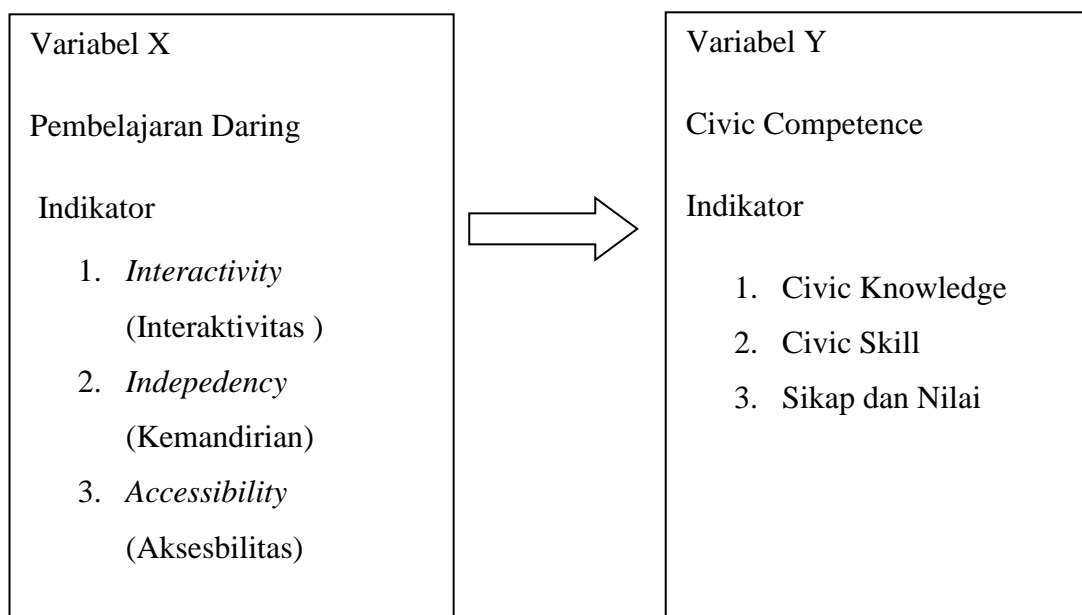 Variabel X
Pembelajaran Daring
Indikator
1. Interactivity
(Interaktivitas )
2. Indepedency
(Kemandirian)
3. Accessibility
(Aksesbilitas)
Variabel Y
Civic Competence
Indikator
1. Civic Knowledge
2. Civic Skill
3. Sikap dan Nilai